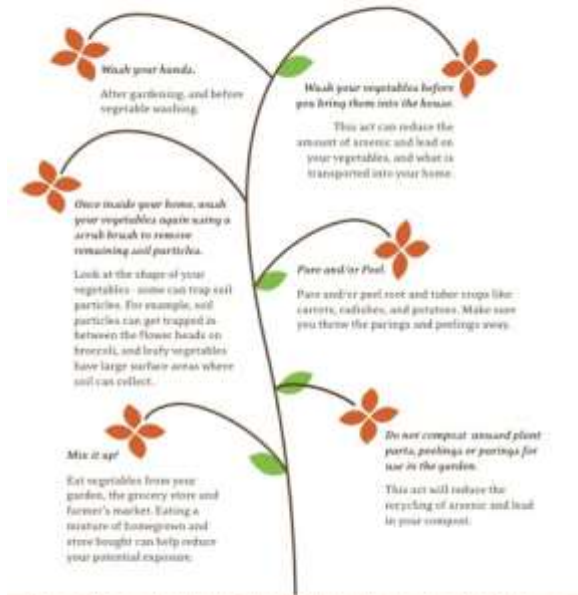 Wash your hands.
After gardening, and before
vegetable washing.
Wash your vegetables before
you bring them into the house.
This act can reduce the
amount of arsenic and lead on
your vegetables, and what is
transported into your home.
Once inside your home, wash
your vegetables again using a
scrub brush to remove
remaining soil particles.
Look at the shape of your
vegetables - some can trap soil
particles. For example, soil
particles can get trapped in
between the flower heads on
broccoli, and leafy vegetables
have large surface areas where
soil can collect.
Pare and/or Peel.
Pare and/or peel root and tuber crops like
carrots, radishes, and potatoes. Make sure
you throw the parings and peelings away.
Mix it up!
Eat vegetables from your
garden, the grocery store and
farmer's market. Eating a
mixture of homegrown and
store bought can help reduce
your potential exposure.
Do not compost unused plant
parts, peelings or parings for
use in the garden.
This act will reduce the
recycling of arsenic and lead
in your compost.